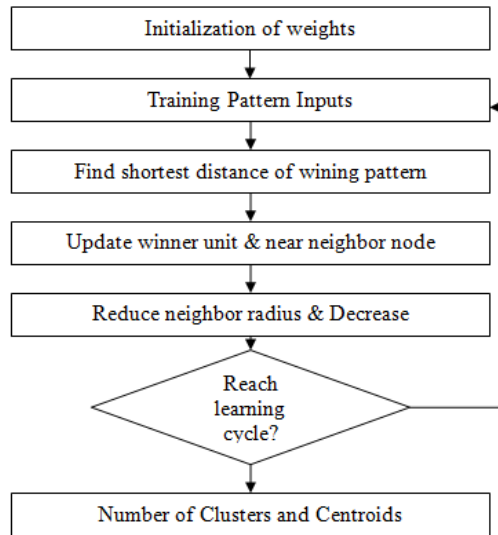 Initialization of weights
Training Pattern Inputs
Find shortest distance of wining pattern
Update winner unit & near neighbor node
Reduce neighbor radius & Decrease
Reach
learning
cycle?
Number of Clusters and Centroids